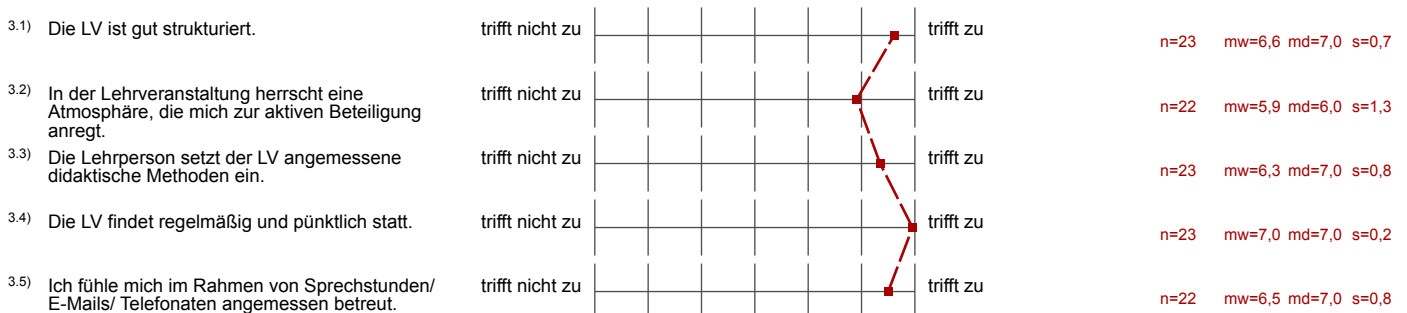 3.1) Die LV ist gut strukturiert. trifft nicht zu trifft zu n=23 mw=6,6 md=7,0 s=0,7
3.2) In der Lehrveranstaltung herrscht eine trifft nicht zu trifft zu n=22 mw=5,9 md=6,0 s=1,3
Atmosphäre, die mich zur aktiven Beteiligung
anregt.
3.3) Die Lehrperson setzt der LV angemessene trifft nicht zu trifft zu n=23 mw=6,3 md=7,0 s=0,8
didaktische Methoden ein.
3.4) Die LV findet regelmäßig und pünktlich statt. trifft nicht zu trifft zu n=23 mw=7,0 md=7,0 s=0,2
3.5) Ich fühle mich im Rahmen von Sprechstunden/ trifft nicht zu trifft zu n=22 mw=6,5 md=7,0 s=0,8
E-Mails/ Telefonaten angemessen betreut.